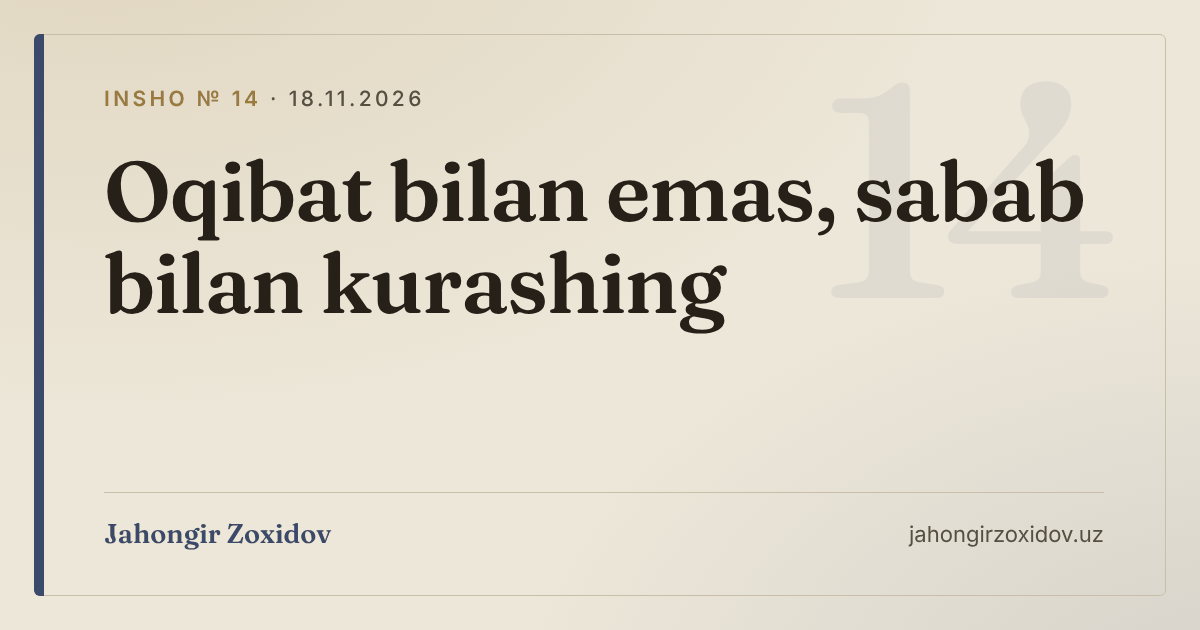 INSHO № 14 · 18.11.2026
14
Oqibat bilan emas, sabab
bilan kurashing
Jahongir Zoxidov
jahongirzoxidov.uz